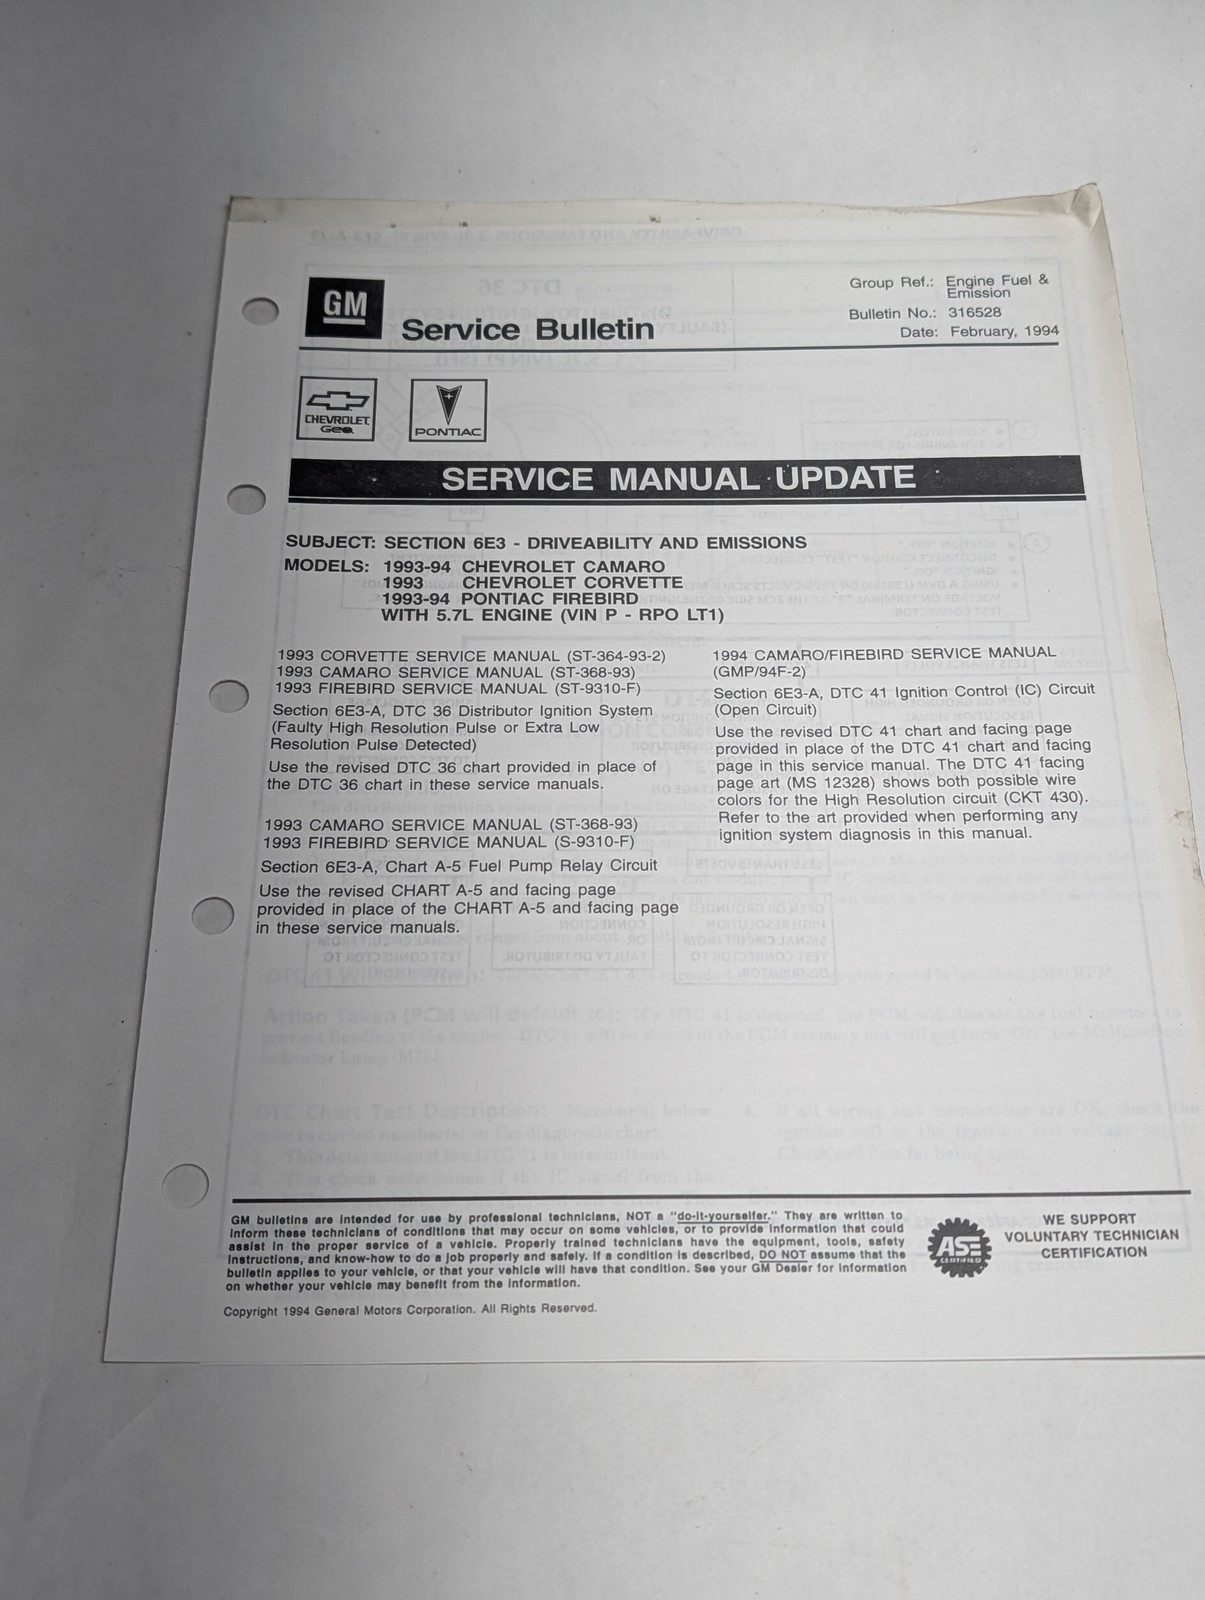 GM
Service Bulletin
Group Ref.: Engine Fuel &
Emission
Bulletin No.: 316528
Date: February, 1994
CHEVROLET
Geo
PONTIAC
SERVICE MANUAL UPDATE
SUBJECT: SECTION 6E3 - DRIVEABILITY AND EMISSIONS
MODELS: 1993-94 CHEVROLET CAMARO
1993 CHEVROLET CORVETTE
1993-94 PONTIAC FIREBIRD
WITH 5.7L ENGINE (VIN P - RPO LT1)
1993 CORVETTE SERVICE MANUAL (ST-364-93-2)
1993 CAMARO SERVICE MANUAL (ST-368-93)
1993 FIREBIRD SERVICE MANUAL (ST-9310-F)
Section 6E3-A, DTC 36 Distributor Ignition System
(Faulty High Resolution Pulse or Extra Low
Resolution Pulse Detected)
Use the revised DTC 36 chart provided in place of
the DTC 36 chart in these service manuals.
1993 CAMARO SERVICE MANUAL (ST-368-93)
1993 FIREBIRD SERVICE MANUAL (S-9310-F)
Section 6E3-A, Chart A-5 Fuel Pump Relay Circuit
Use the revised CHART A-5 and facing page
provided in place of the CHART A-5 and facing page
in these service manuals.
1994 CAMARO/FIREBIRD SERVICE MANUAL
(GMP/94F-2)
Section 6E3-A, DTC 41 Ignition Control (IC) Circuit
(Open Circuit)
Use the revised DTC 41 chart and facing page
provided in place of the DTC 41 chart and facing
page in this service manual. The DTC 41 facing
page art (MS 12328) shows both possible wire
colors for the High Resolution circuit (CKT 430).
Refer to the art provided when performing any
ignition system diagnosis in this manual.
GM bulletins are intended for use by professional technicians, NOT a "do-it-yourselfer." They are written to
inform these technicians of conditions that may occur on some vehicles, or to provide information that could
assist in the proper service of a vehicle. Properly trained technicians have the equipment, tools, safety
instructions, and know-how to do a job properly and safely. If a condition is described, DO NOT assume that the
bulletin applies to your vehicle, or that your vehicle will have that condition. See your GM Dealer for information
on whether your vehicle may benefit from the information.
Copyright 1994 General Motors Corporation. All Rights Reserved.
ASE
CERTIFIED
WE SUPPORT
VOLUNTARY TECHNICIAN
CERTIFICATION